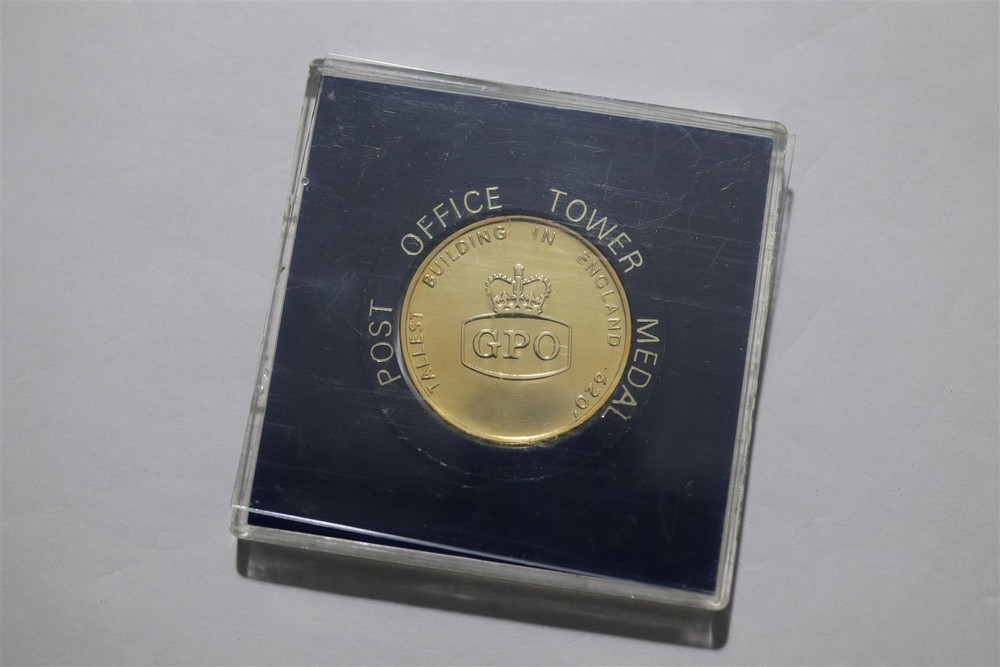 POST OFFICE TOWER MEDAL
TALLEST BUILDING IN ENGLAND · 620'
GPO